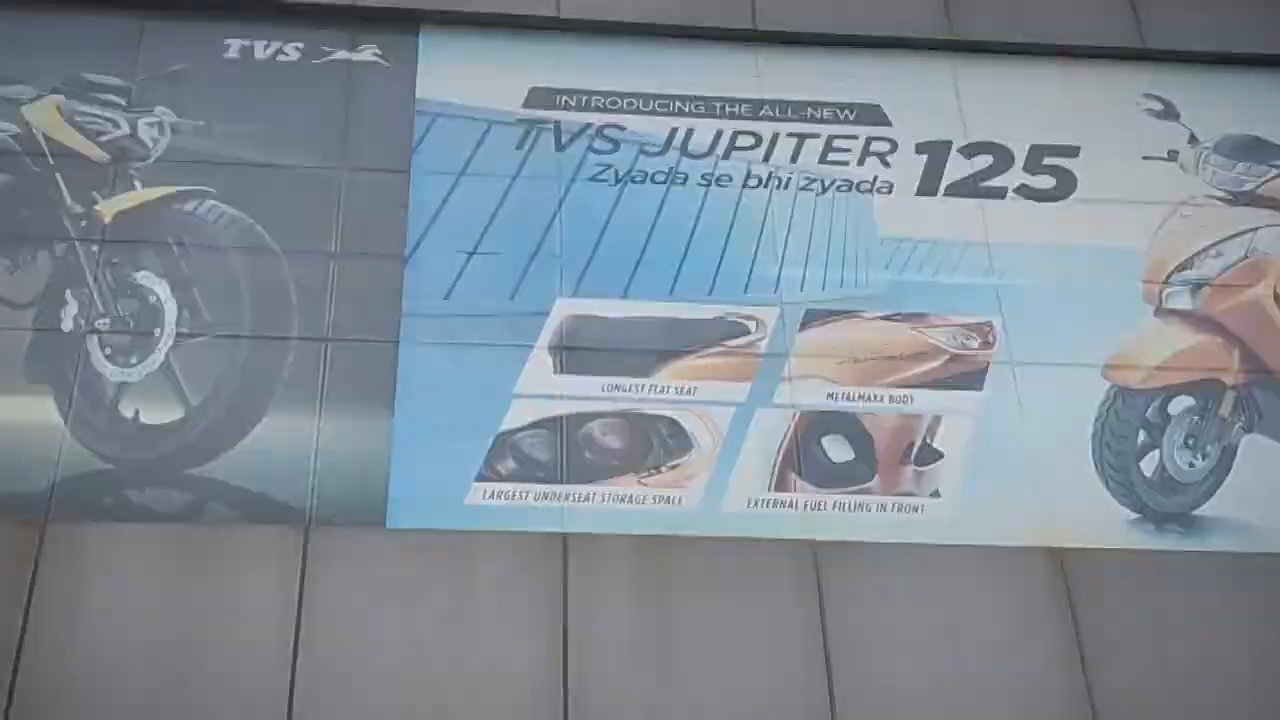 TVS
INTRODUCING THE ALL-NEW
TVS JUPITER 125
Zyada se bhi zyada
LONGEST FLAT SEAT
METALMAXX BODY
LARGEST UNDERSEAT STORAGE SPACE
EXTERNAL FUEL FILLING IN FRONT